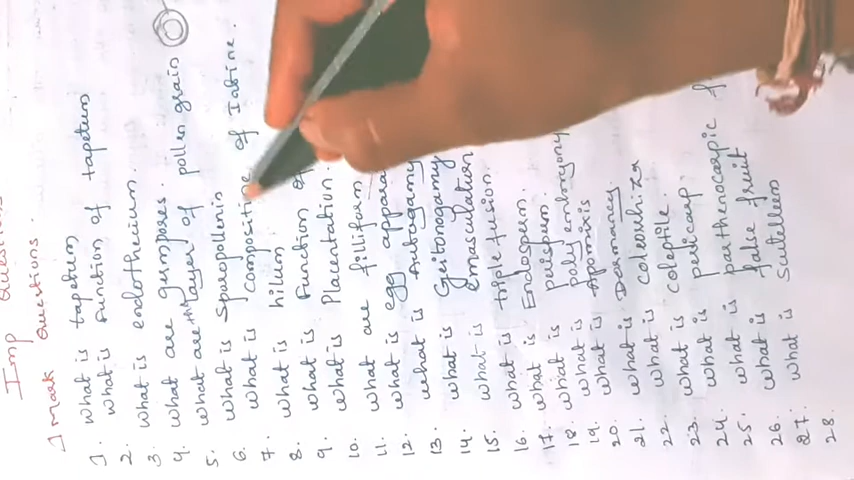 Imp Questions
1 Mark Questions.
1. What is tapetum
2. What is Function of tapetum
3. What is endothecium.
4. What are germpores.
5. What are the layer of pollen grain
6. What is Sparopollenis
7. What is compositine of Intine.
8. What is hilum
9. What is Function of
10. What is Placentation.
11. What are filliform
12. What is egg appara
13. What is Autogamy
14. What is Geitonogamy
15. What is emasculation
16. What is triple fusion.
17. What is Endosperm.
18. What is perispum.
19. What is polyembryony
20. What is Apomixis
21. What is Dormancy.
22. What is coleorhiza
23. What is coleptile.
24. What is pericarp.
25. What is parthenocarpic f
26. What is false fruit
27. What is Scutelleem
28.